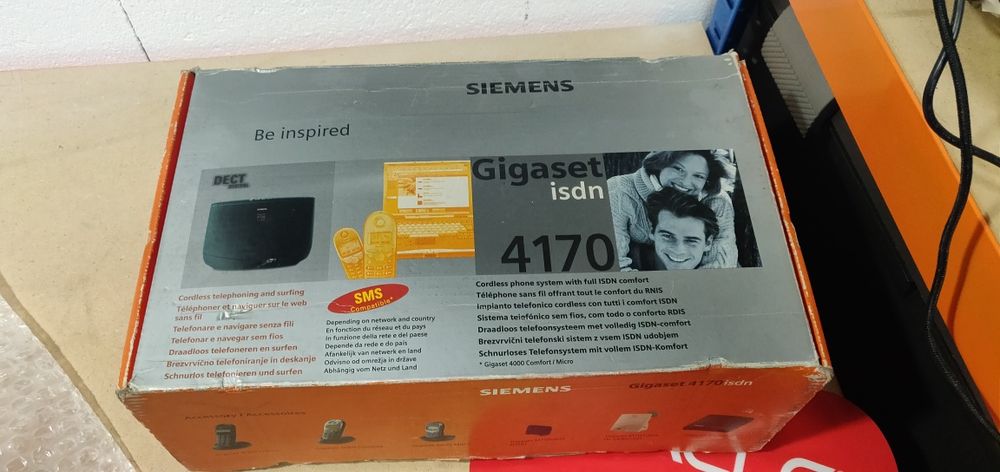 SIEMENS
Be inspired
DECT
Gigaset
isdn
4170
SIEMENS
Cordless telephoning and surfing
Téléphoner et naviguer sur le web
sans fil
Telefonare e navigare senza fili
Telefonar e navegar sem fios
Draadloos telefoneren en surfen
Brezvrvično telefoniranje in deskanje
Schnurlos telefonieren und surfen
SMS
Compatible*
Depending on network and country
En fonction du réseau et du pays
In funzione della rete e del paese
Depende da rede e do país
Afankelijk van netwerk en land
Odvisno od omrežja in države
Abhängig vom Netz und Land
Cordless phone system with full ISDN comfort
Téléphone sans fil offrant tout le confort du RNIS
Impianto telefonico cordless con tutti i comfort ISDN
Sistema telefónico sem fios, com todo o conforto RDIS
Draadloos telefoonsysteem met volledig ISDN-comfort
Brezvrvični telefonski sistem z vsem ISDN udobjem
Schnurloses Telefonsystem mit vollem ISDN-Komfort
* Gigaset 4000 Comfort / Micro
SIEMENS
Gigaset 4170isdn
Accessory / Accessoires